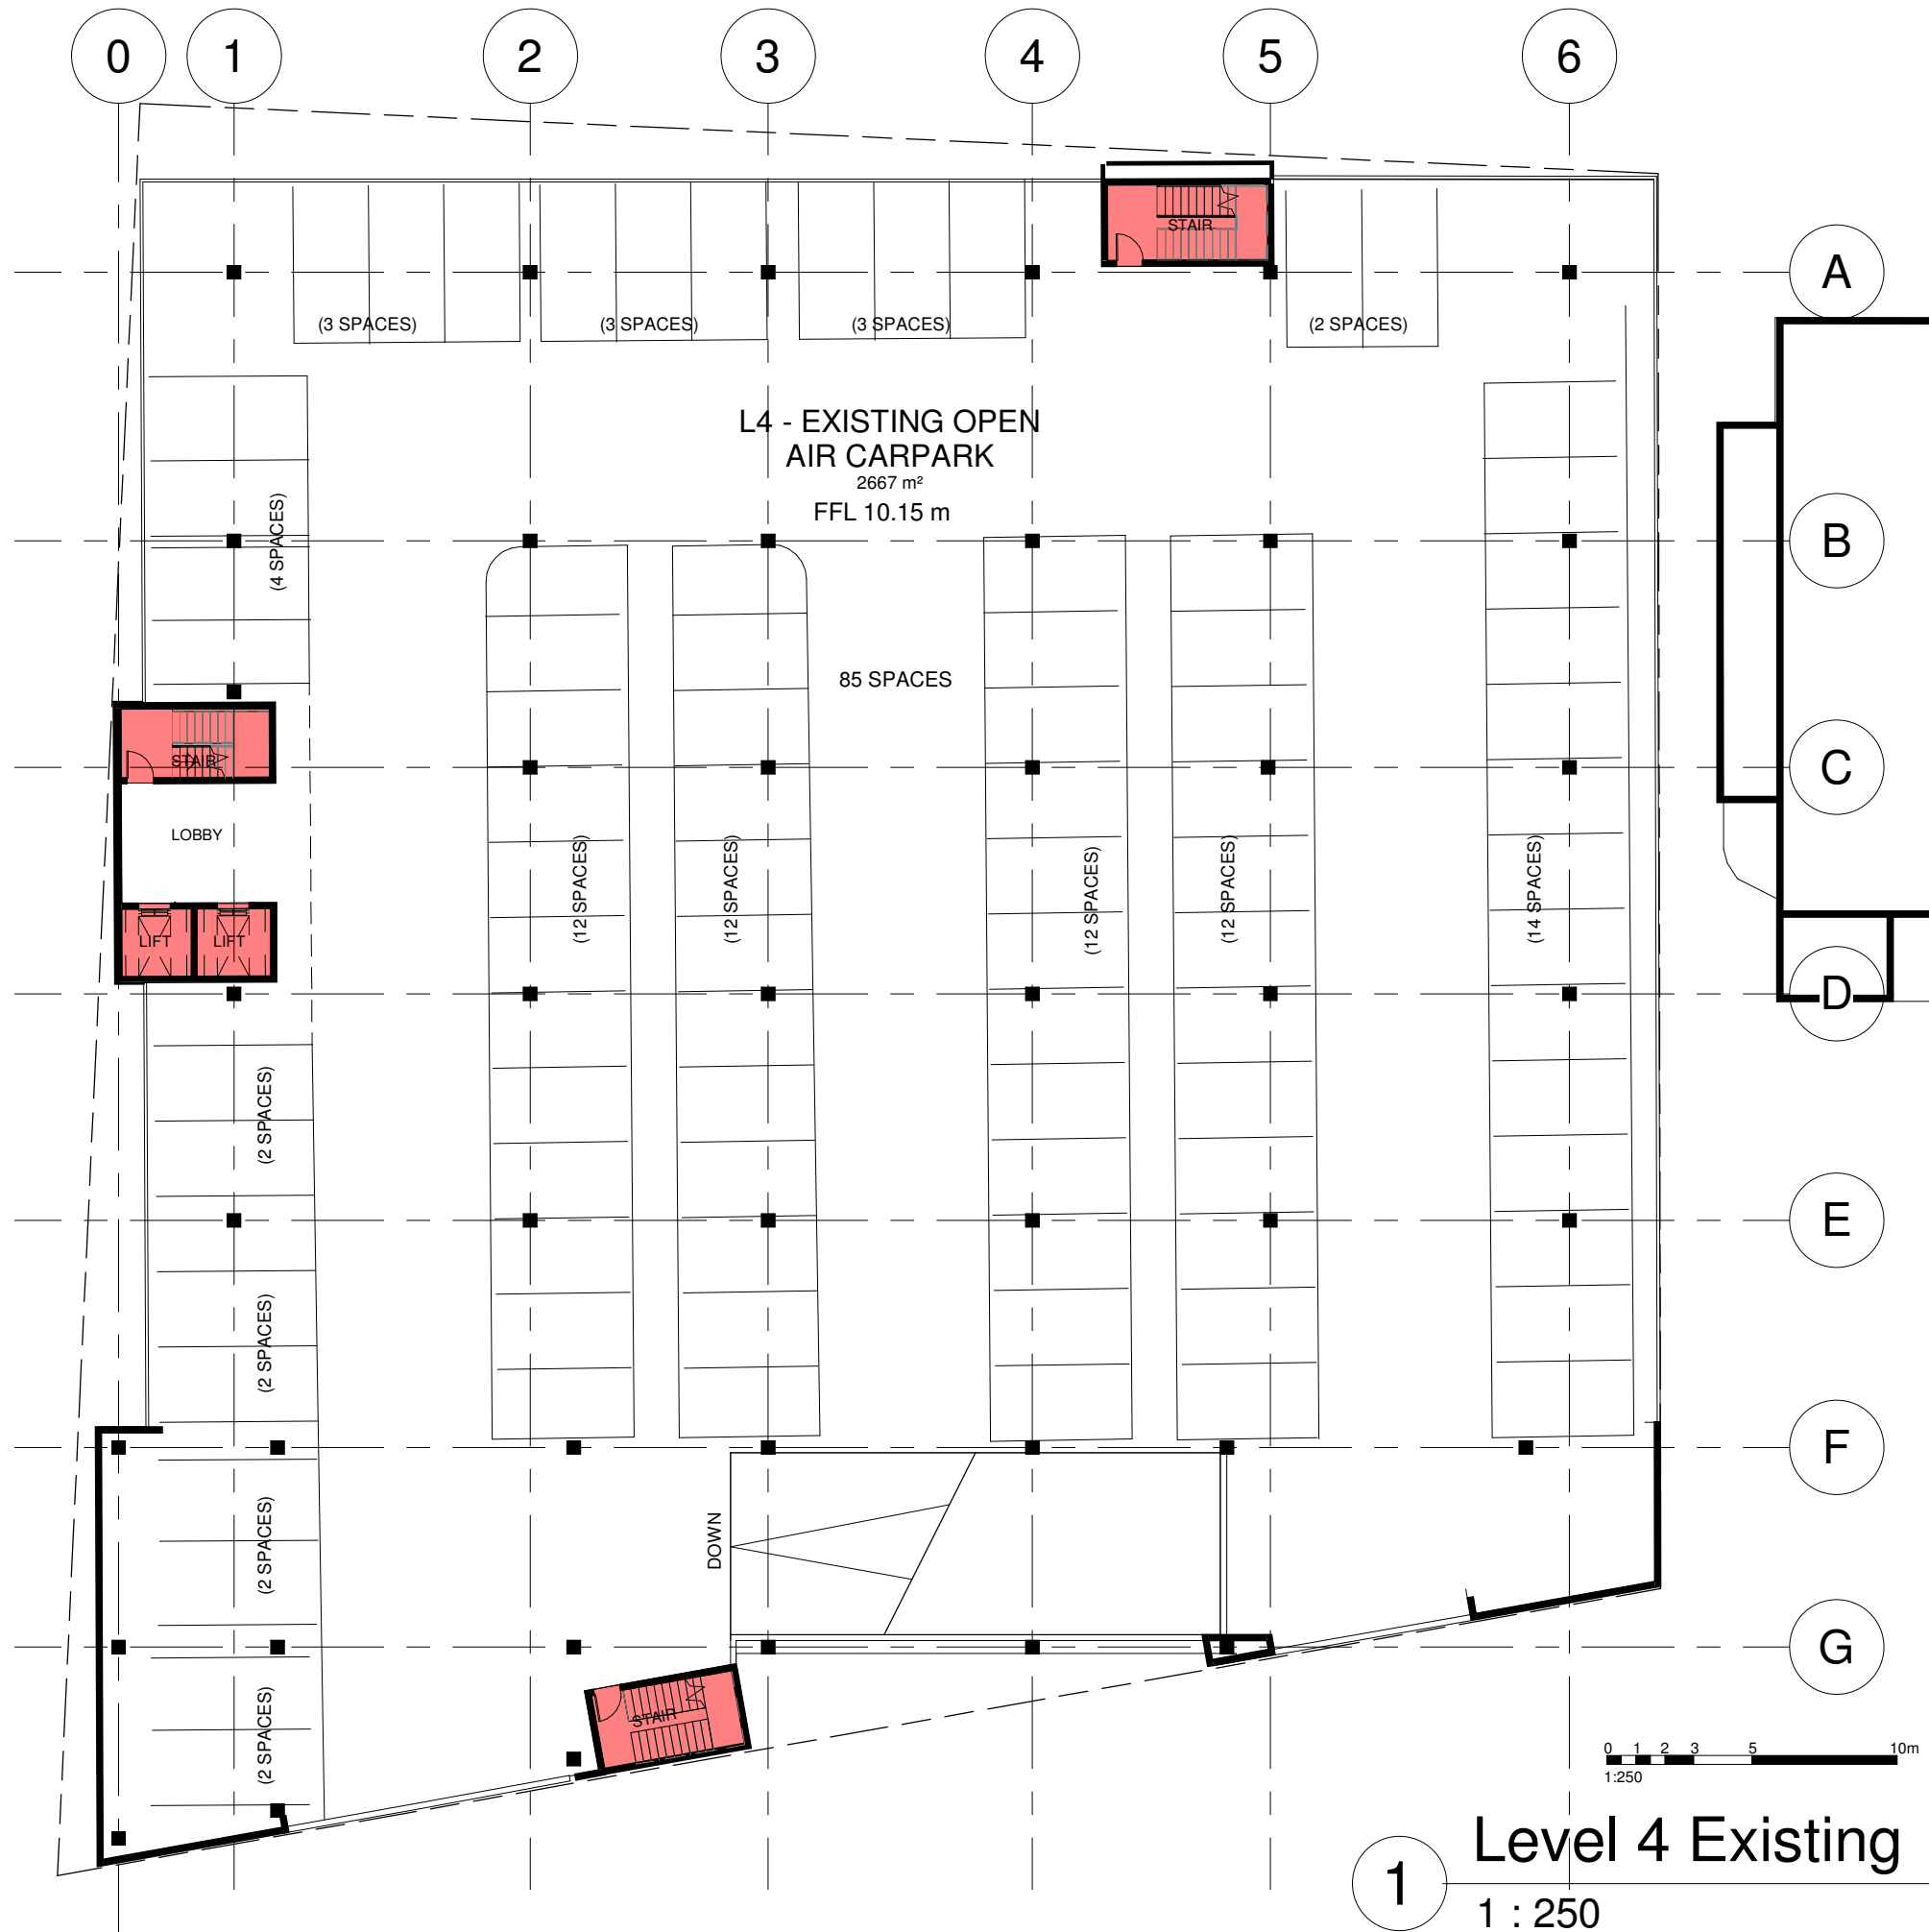 0 1 2 3 4 5 6
STAIR
A
(3 SPACES) (3 SPACES) (3 SPACES) (2 SPACES)
L4 - EXISTING OPEN
AIR CARPARK
2667 m²
FFL 10.15 m
(4 SPACES)
B
85 SPACES
STAIR
C
LOBBY
(12 SPACES)
(12 SPACES)
(12 SPACES)
(12 SPACES)
(14 SPACES)
LIFT LIFT
D
(2 SPACES)
E
(2 SPACES)
F
(2 SPACES)
DOWN
G
(2 SPACES)
STAIR
0 1 2 3 5 10m
1:250
Level 4 Existing
1
1 : 250